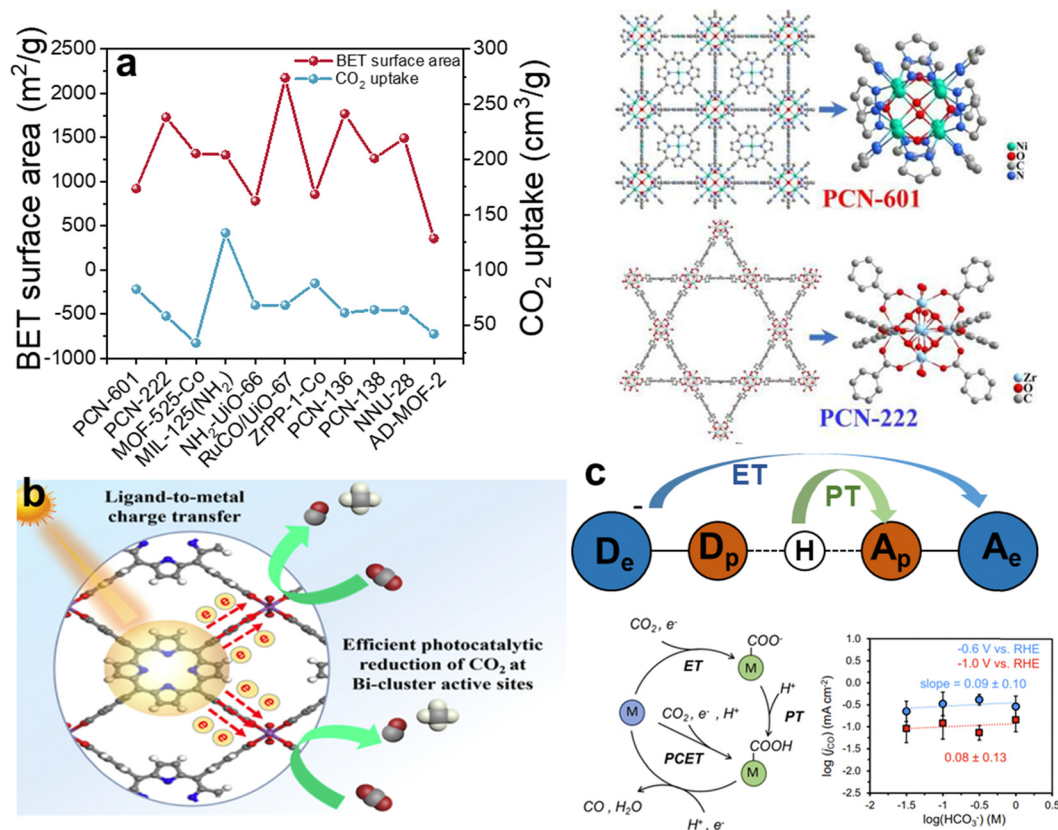 a
BET surface area (m²/g)
2500
2000
1500
1000
500
0
-500
-1000
BET surface area
CO₂ uptake
300
250
200
150
100
50
CO₂ uptake (cm³/g)
PCN-601
PCN-222
MOF-525-Co
MIL-125(NH₂)
NH₂-UiO-66
RuCO/UiO-67
ZrPP-1-Co
PCN-136
PCN-138
NNU-28
AD-MOF-2
Ni
O
C
N
PCN-601
Zr
O
C
PCN-222
b
Ligand-to-metal
charge transfer
e e
e e
e e
e e
Efficient photocatalytic
reduction of CO₂ at
Bi-cluster active sites
c
ET
PT
De⁻
Dp
H
Ap
Ae
CO₂, e⁻
COO⁻
ET
M
H⁺
M
CO₂, e⁻, H⁺
PT
PCET
COOH
M
CO, H₂O
H⁺, e⁻
log (jCO) (mA cm⁻²)
1.0
0.5
0.0
-0.5
-1.0
-1.5
-2.0
-2.5
-0.6 V vs. RHE
-1.0 V vs. RHE
slope = 0.09 ± 0.10
0.08 ± 0.13
-2 -1.5 -1 -0.5 0 0.5
log(HCO₃⁻) (M)